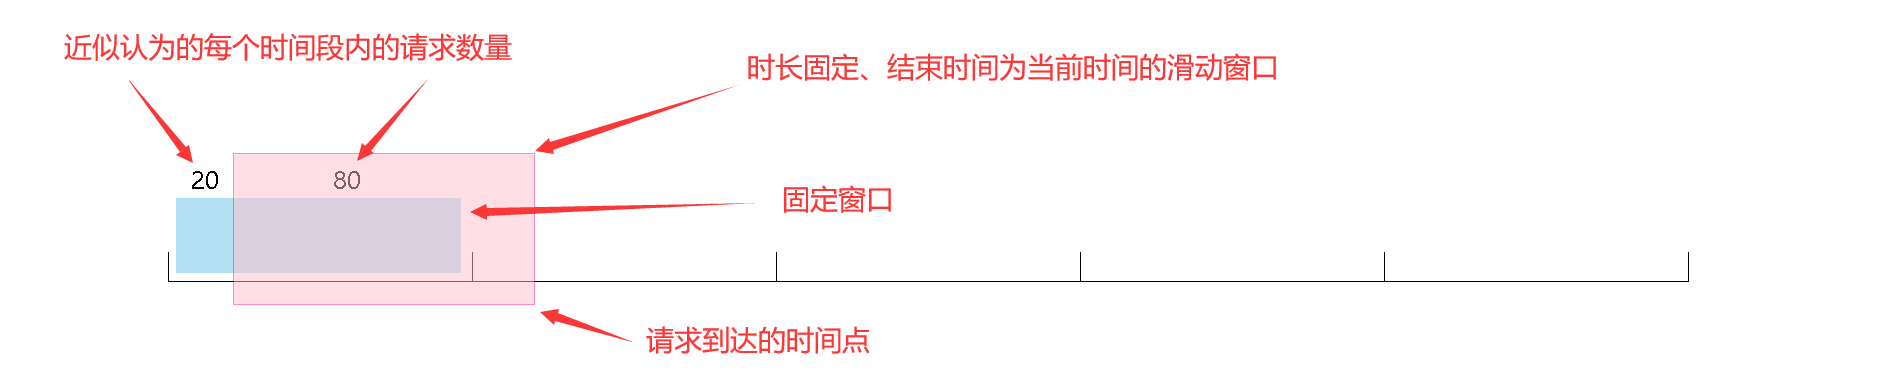 近似认为的每个时间段内的请求数量
时长固定、结束时间为当前时间的滑动窗口
20
80
固定窗口
请求到达的时间点